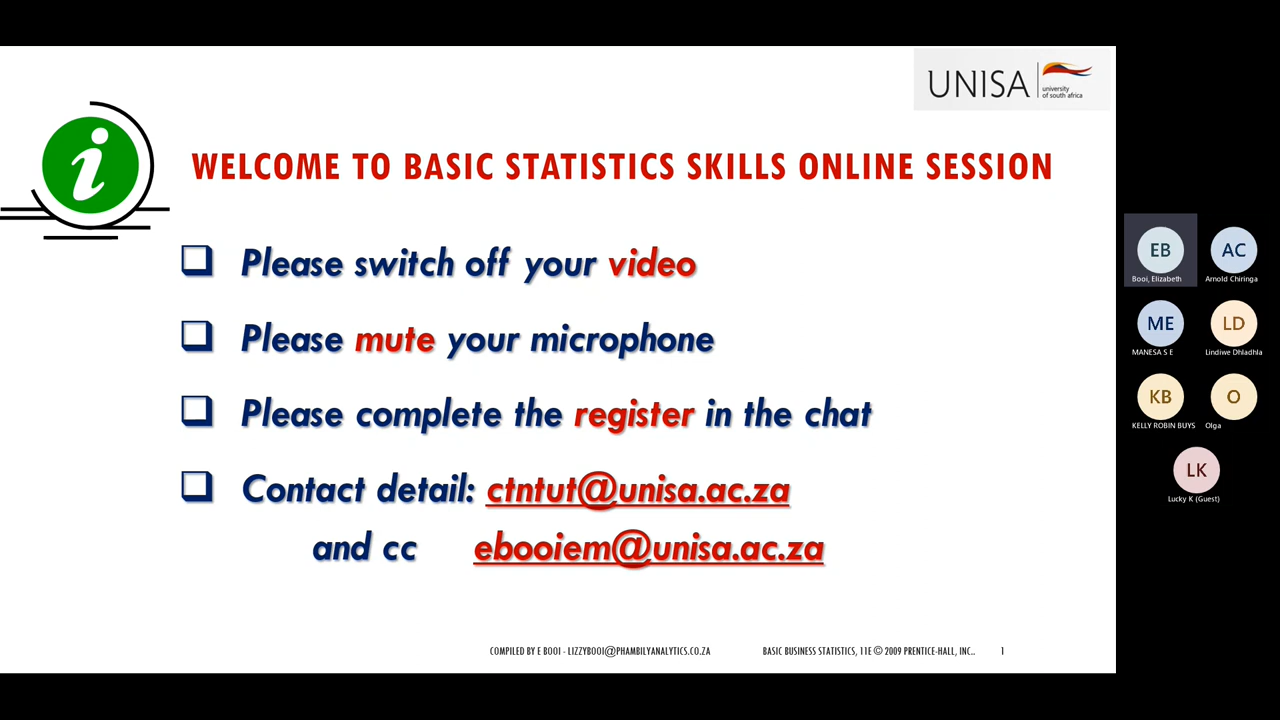 UNISA
university
of south africa
i
WELCOME TO BASIC STATISTICS SKILLS ONLINE SESSION
Please switch off your video
Please mute your microphone
Please complete the register in the chat
Contact detail: ctntut@unisa.ac.za
and cc ebooiem@unisa.ac.za
COMPILED BY E BOOI - LIZZYBOOI@PHAMBILYANALYTICS.CO.ZA
BASIC BUSINESS STATISTICS, 11E © 2009 PRENTICE-HALL, INC..
1
EB
Booi, Elizabeth
AC
Arnold Chiringa
ME
MANESA S E
LD
Lindiwe Dhladhla
KB
KELLY ROBIN BUYS
O
Olga
LK
Lucky K (Guest)